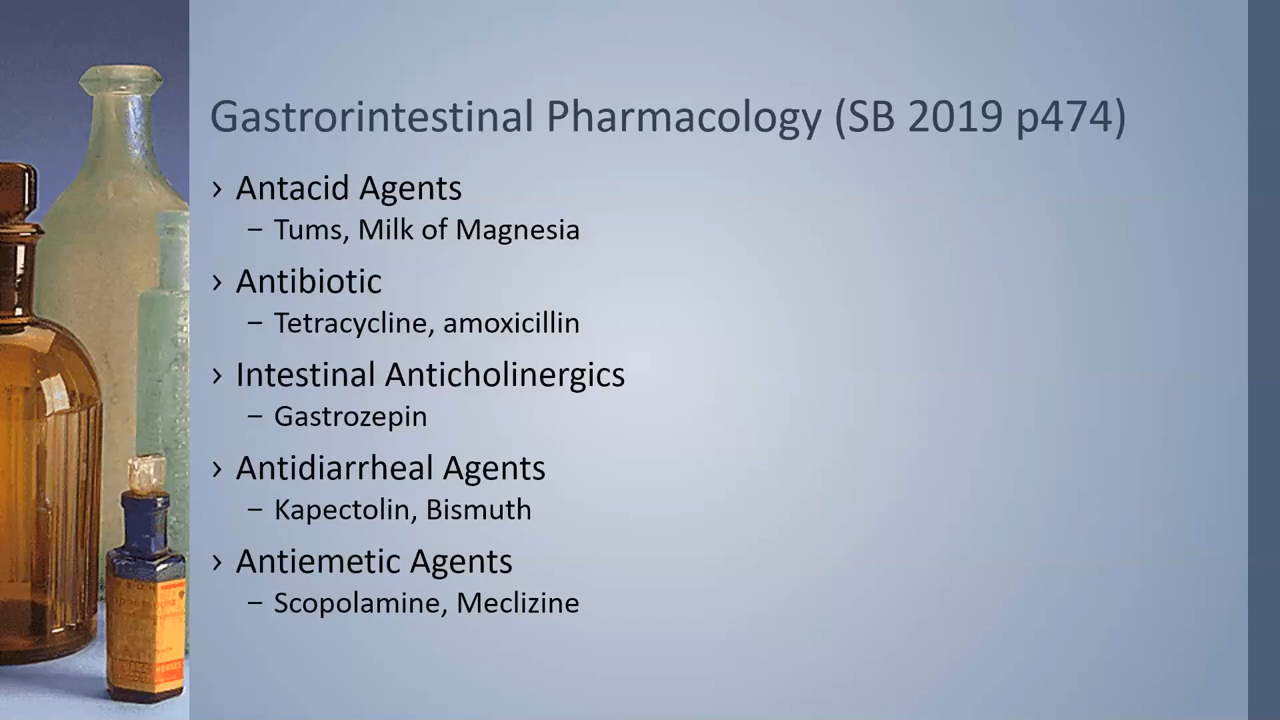 Gastrorintestinal Pharmacology (SB 2019 p474)
› Antacid Agents
– Tums, Milk of Magnesia
› Antibiotic
– Tetracycline, amoxicillin
› Intestinal Anticholinergics
– Gastrozepin
› Antidiarrheal Agents
– Kapectolin, Bismuth
› Antiemetic Agents
– Scopolamine, Meclizine